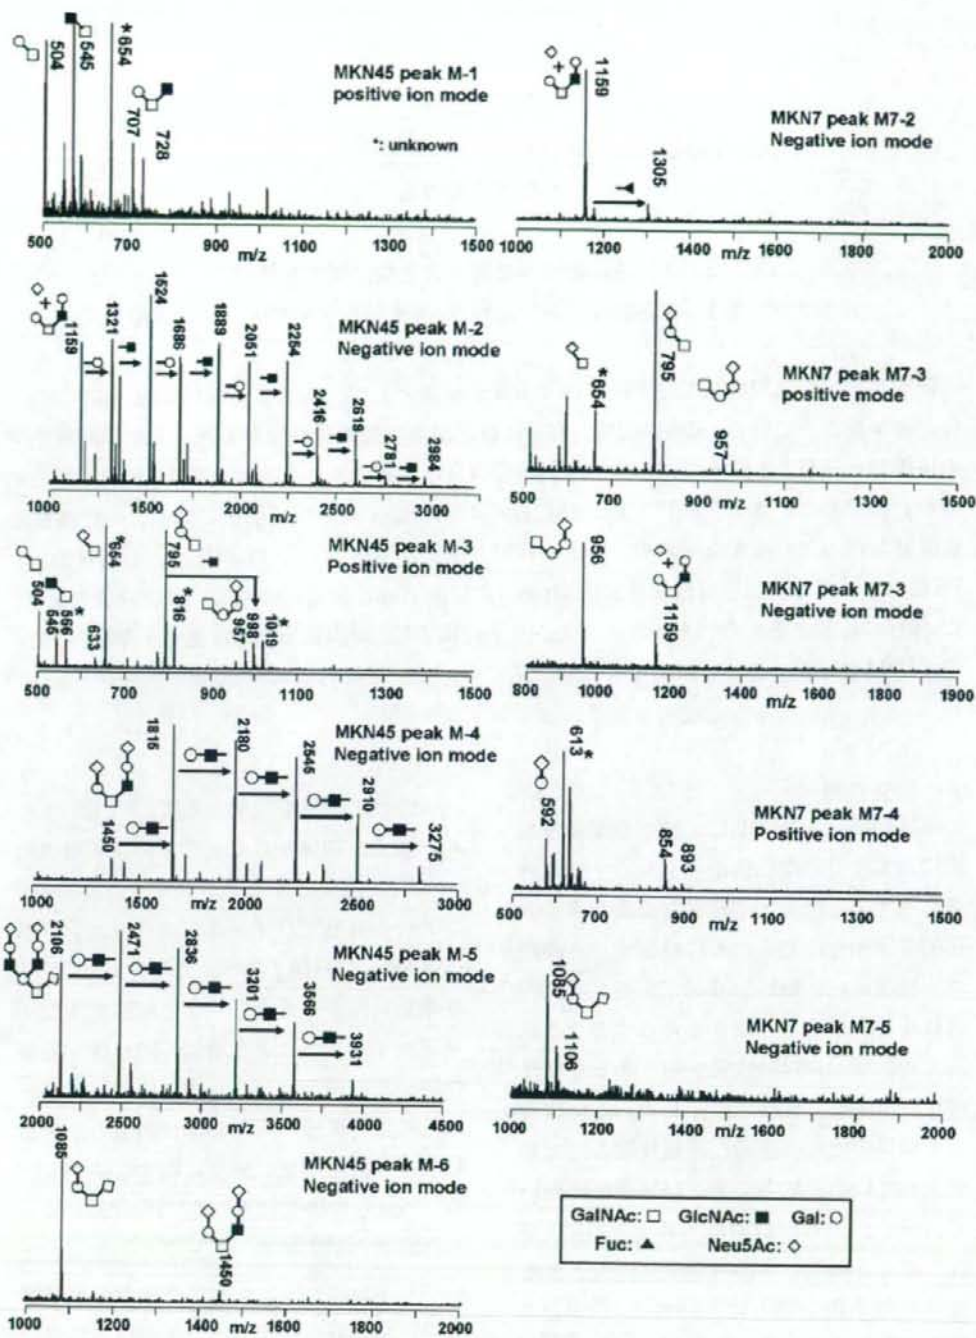 504
545
*654
707
728
MKN45 peak M-1
positive ion mode
*: unknown
500 700 900 1100 1300 1500
m/z
1159
1305
MKN7 peak M7-2
Negative ion mode
1000 1200 1400 1600 1800 2000
m/z
1159
1321
1524
1686
1889
2051
2254
2416
2619
2781
2984
MKN45 peak M-2
Negative ion mode
1000 1500 2000 2500 3000
m/z
*654
795
957
MKN7 peak M7-3
positive mode
500 700 900 1100 1300 1500
m/z
504
545
566
*
633
*654
795
*
816
957
998
1019
*
MKN45 peak M-3
Positive ion mode
500 700 900 1100 1300 1500
m/z
956
1159
MKN7 peak M7-3
Negative ion mode
800 1000 1200 1400 1600 1900
m/z
1450
1815
2180
2545
2910
3275
MKN45 peak M-4
Negative ion mode
1000 1500 2000 2500 3000
m/z
592
613
*
854
893
MKN7 peak M7-4
Positive ion mode
500 700 900 1100 1300 1500
m/z
2106
2471
2836
3201
3566
3931
MKN45 peak M-5
Negative ion mode
2000 2500 3000 3500 4000 4500
m/z
1085
1106
MKN7 peak M7-5
Negative ion mode
1000 1200 1400 1600 1800 2000
m/z
1085
1450
MKN45 peak M-6
Negative ion mode
1000 1200 1400 1600 1800 2000
m/z
GalNAc: GlcNAc: Gal:
Fuc: Neu5Ac: